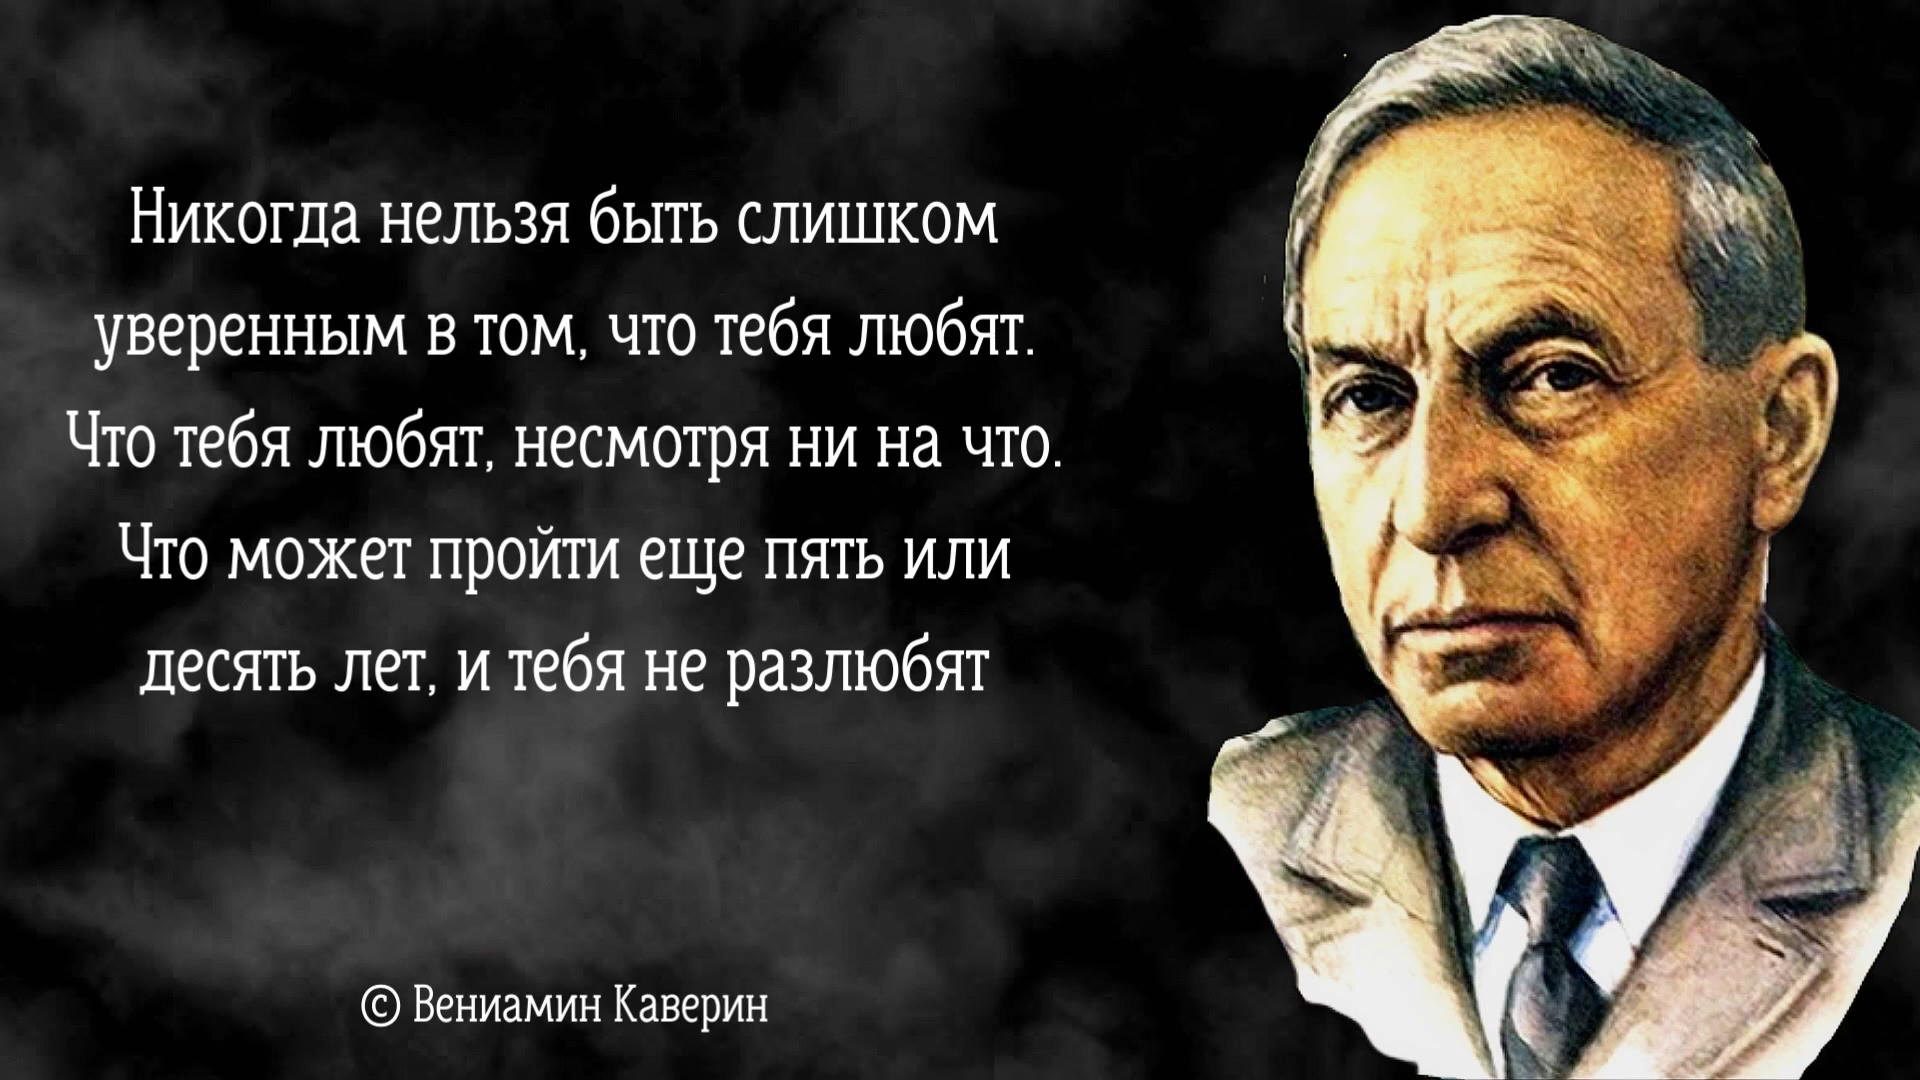 Никогда нельзя быть слишком
уверенным в том, что тебя любят.
Что тебя любят, несмотря ни на что.
Что может пройти еще пять или
десять лет, и тебя не разлюбят
© Вениамин Каверин